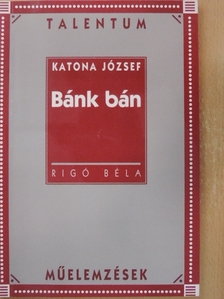 TALENTUM
KATONA JÓZSEF
Bánk bán
RIGÓ BÉLA
MŰELEMZÉSEK